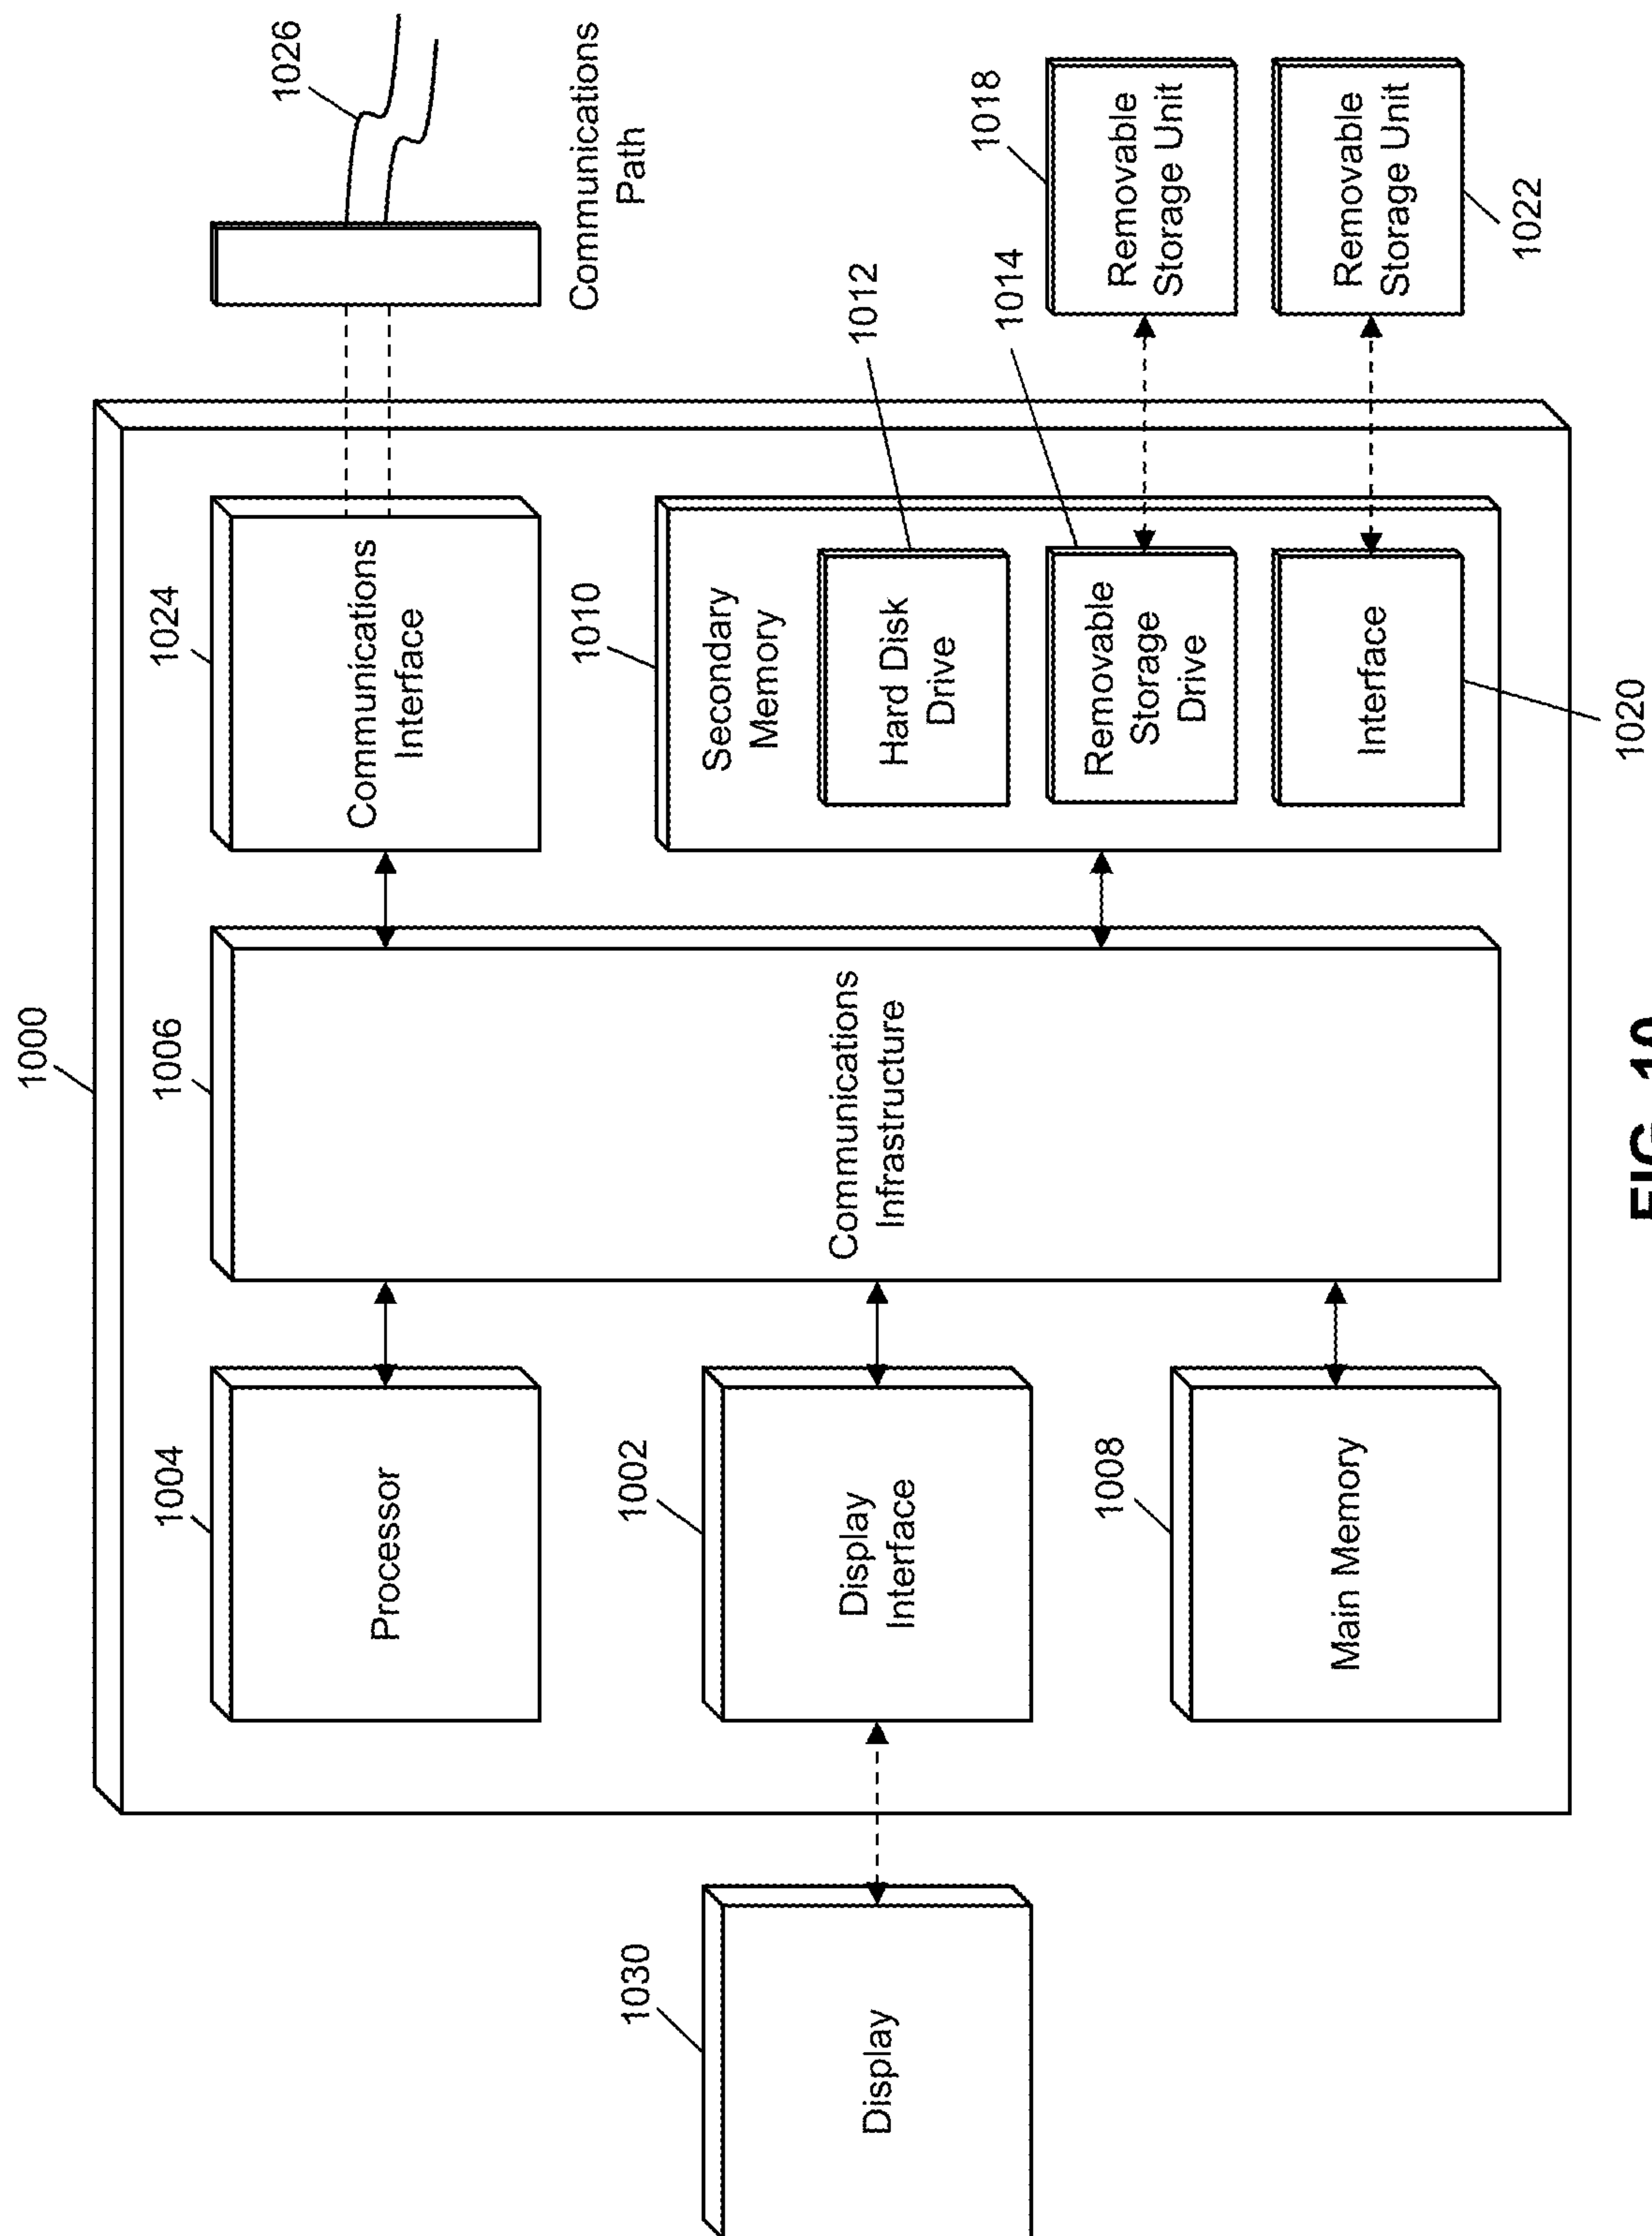 1000
1004
1006
1024
1026
Processor
Communications
Interface
Communications
Path
1030
1002
1010
Display
Display
Interface
Communications
Infrastructure
Secondary
Memory
1012
Hard Disk
Drive
1014
1018
1008
Removable
Storage
Drive
Removable
Storage Unit
Main Memory
Interface
Removable
Storage Unit
1020
1022
FIG. 10